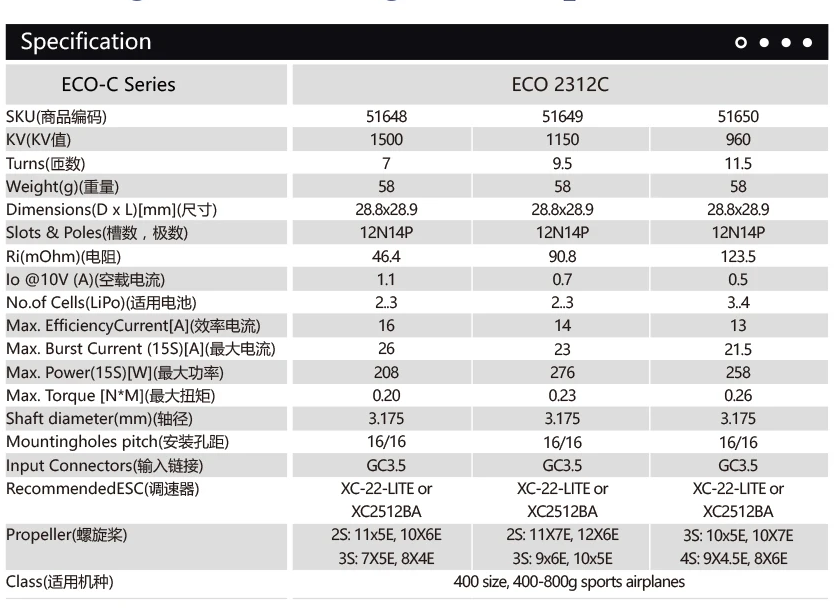 Specification
ECO-C Series ECO 2312C
SKU(商品编码) 51648 51649 51650
KV(KV值) 1500 1150 960
Turns(匝数) 7 9.5 11.5
Weight(g)(重量) 58 58 58
Dimensions(D x L)[mm](尺寸) 28.8x28.9 28.8x28.9 28.8x28.9
Slots & Poles(槽数，极数) 12N14P 12N14P 12N14P
Ri(mOhm)(电阻) 46.4 90.8 123.5
Io @10V (A)(空载电流) 1.1 0.7 0.5
No.of Cells(LiPo)(适用电池) 2..3 2..3 3..4
Max. EfficiencyCurrent[A](效率电流) 16 14 13
Max. Burst Current (15S)[A](最大电流) 26 23 21.5
Max. Power(15S)[W](最大功率) 208 276 258
Max. Torque [N*M](最大扭矩) 0.20 0.23 0.26
Shaft diameter(mm)(轴径) 3.175 3.175 3.175
Mountingholes pitch(安装孔距) 16/16 16/16 16/16
Input Connectors(输入链接) GC3.5 GC3.5 GC3.5
RecommendedESC(调速器) XC-22-LITE or XC-22-LITE or XC-22-LITE or
XC2512BA XC2512BA XC2512BA
Propeller(螺旋桨) 2S: 11x5E, 10X6E 2S: 11X7E, 12X6E 3S: 10x5E, 10X7E
3S: 7X5E, 8X4E 3S: 9x6E, 10x5E 4S: 9X4.5E, 8X6E
Class(适用机种) 400 size, 400-800g sports airplanes